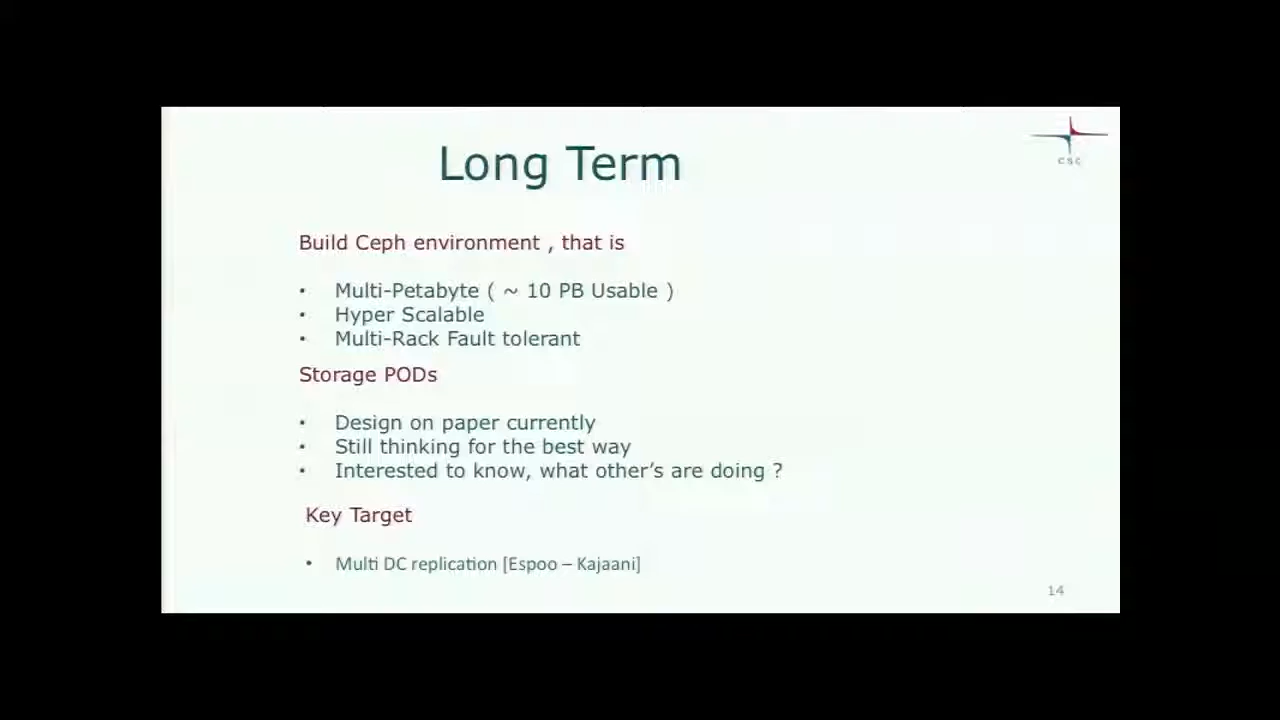 CSC
Long Term
Build Ceph environment , that is
• Multi-Petabyte ( ~ 10 PB Usable )
• Hyper Scalable
• Multi-Rack Fault tolerant
Storage PODs
• Design on paper currently
• Still thinking for the best way
• Interested to know, what other’s are doing ?
Key Target
• Multi DC replication [Espoo – Kajaani]
14